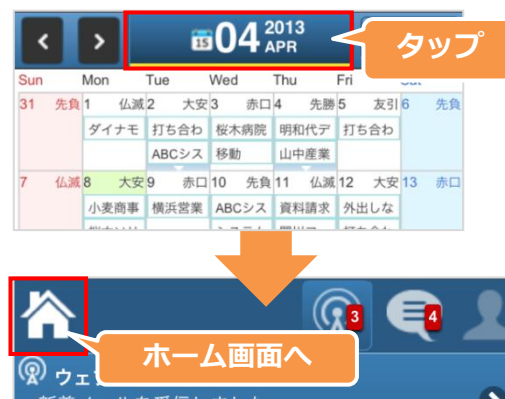 15 04 2013 APR
タップ
Sun Mon Tue Wed Thu Fri
31 先負 1 仏滅 2 大安 3 赤口 4 先勝 5 友引 6 先負
ダイナモ 打ち合わ 桜木病院 明和代デ 打ち合わ
ABCシス 移動 山中産業
7 仏滅 8 大安 9 赤口 10 先負 11 仏滅 12 大安 13 赤口
小麦商事 横浜営業 ABCシス 資料請求 外出しな
3 4
ホーム画面へ
ウェ